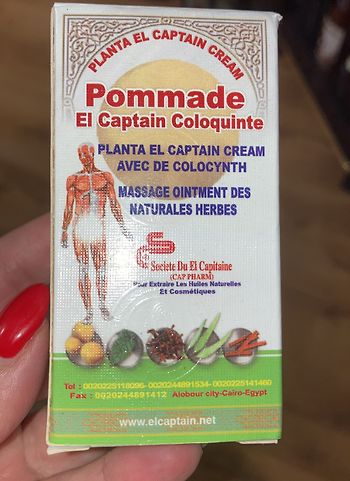 PLANTA EL CAPTAIN CREAM
Pommade
El Captain Coloquinte
PLANTA EL CAPTAIN CREAM
AVEC DE COLOCYNTH
MASSAGE OINTMENT DES
NATURALES HERBES
Societe Du El Capitaine
(CAP PHARM)
Pour Extraire Les Huiles Naturelles
Et Cosmétiques
Tel : 0020225118096- 0020244891534- 0020225141460
Fax : 0020244891412 Alobour city-Cairo-Egypt
www.elcaptain.net